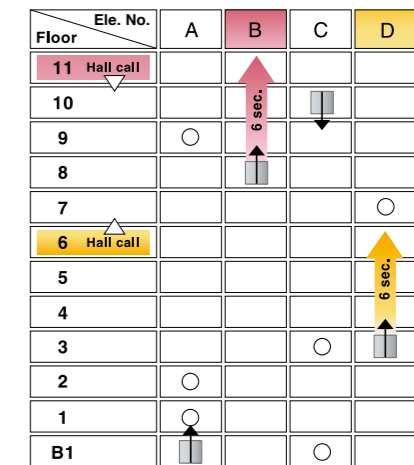 Ele. No.
Floor
A B C D
11 Hall call
10
9
8
7
6 Hall call
5
4
3
2
1
B1
6 sec.
6 sec.